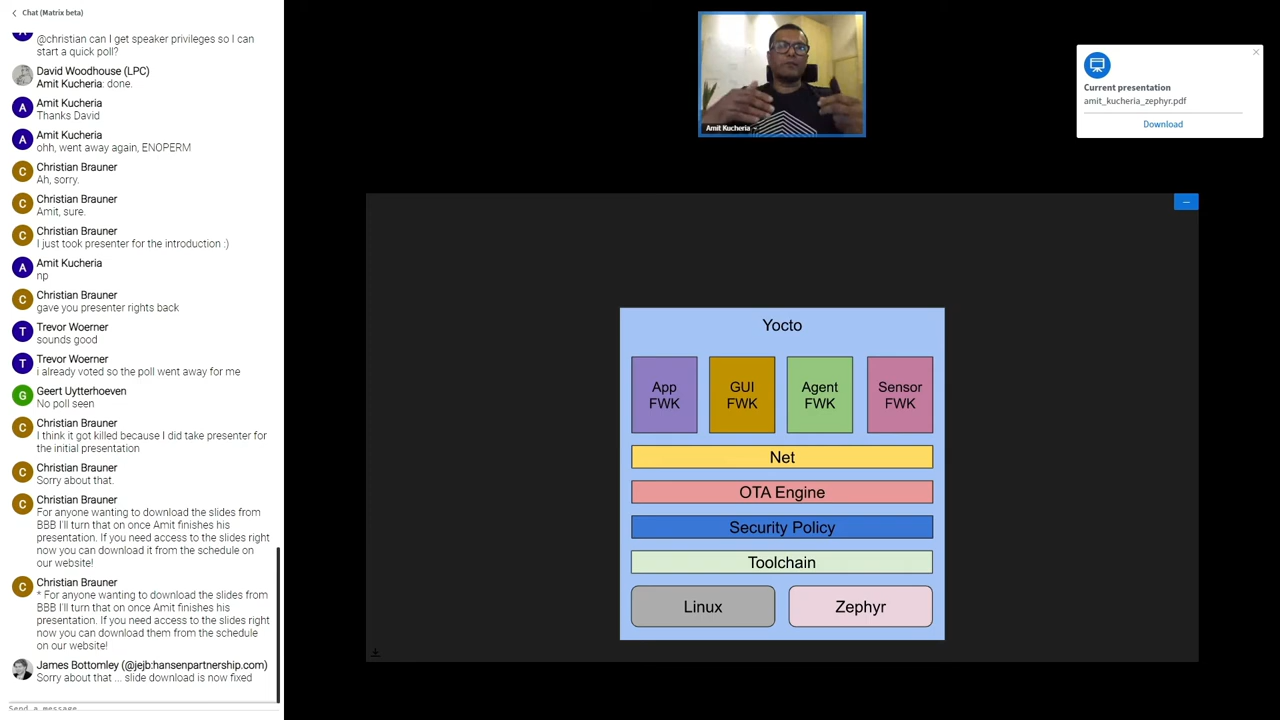 Chat (Matrix beta)
@christian can I get speaker privileges so I can
start a quick poll?
David Woodhouse (LPC)
Amit Kucheria: done.
A
Amit Kucheria
Thanks David
A
Amit Kucheria
ohh, went away again, ENOPERM
C
Christian Brauner
Ah, sorry.
C
Christian Brauner
Amit, sure.
C
Christian Brauner
I just took presenter for the introduction :)
A
Amit Kucheria
np
C
Christian Brauner
gave you presenter rights back
T
Trevor Woerner
sounds good
T
Trevor Woerner
i already voted so the poll went away for me
G
Geert Uytterhoeven
No poll seen
C
Christian Brauner
I think it got killed because I did take presenter for
the initial presentation
C
Christian Brauner
Sorry about that.
C
Christian Brauner
For anyone wanting to download the slides from
BBB I'll turn that on once Amit finishes his
presentation. If you need access to the slides right
now you can download it from the schedule on
our website!
C
Christian Brauner
* For anyone wanting to download the slides from
BBB I'll turn that on once Amit finishes his
presentation. If you need access to the slides right
now you can download them from the schedule
on our website!
James Bottomley (@jejb:hansenpartnership.com)
Sorry about that ... slide download is now fixed
Send a message
Amit Kucheria
Current presentation
amit_kucheria_zephyr.pdf
Download
Yocto
App
FWK
GUI
FWK
Agent
FWK
Sensor
FWK
Net
OTA Engine
Security Policy
Toolchain
Linux
Zephyr